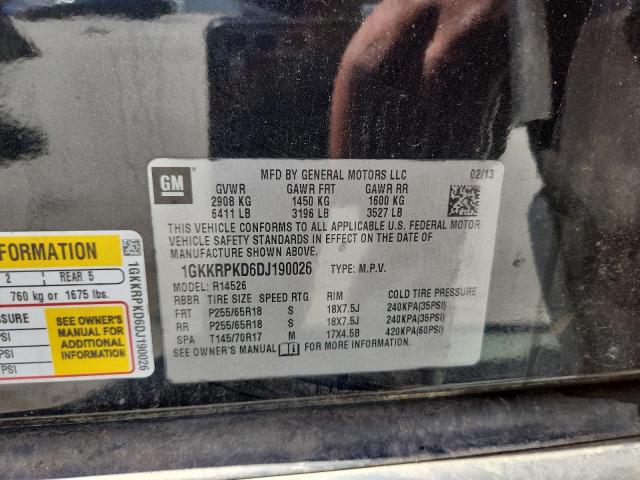 GM
MFD BY GENERAL MOTORS LLC 02/13
GVWR GAWR FRT GAWR RR
2908 KG 1450 KG 1600 KG
6411 LB 3196 LB 3527 LB
THIS VEHICLE CONFORMS TO ALL APPLICABLE U.S. FEDERAL MOTOR
VEHICLE SAFETY STANDARDS IN EFFECT ON THE DATE OF
MANUFACTURE SHOWN ABOVE.
1GKKRPKD6DJ190026 TYPE: M.P.V.
MODEL: R14526
RBBR TIRE SIZE SPEED RTG RIM COLD TIRE PRESSURE
FRT P255/65R18 S 18X7.5J 240KPA(35PSI)
RR P255/65R18 S 18X7.5J 240KPA(35PSI)
SPA T145/70R17 M 17X4.5B 420KPA(60PSI)
SEE OWNER'S MANUAL FOR ADDITIONAL INFORMATION.
FORMATION
2 REAR 5
760 kg or 1675 lbs.
SSURE
PSI
PSI
PSI
SEE OWNER'S
MANUAL FOR
ADDITIONAL
INFORMATION
1GKKRPKD6DJ190026